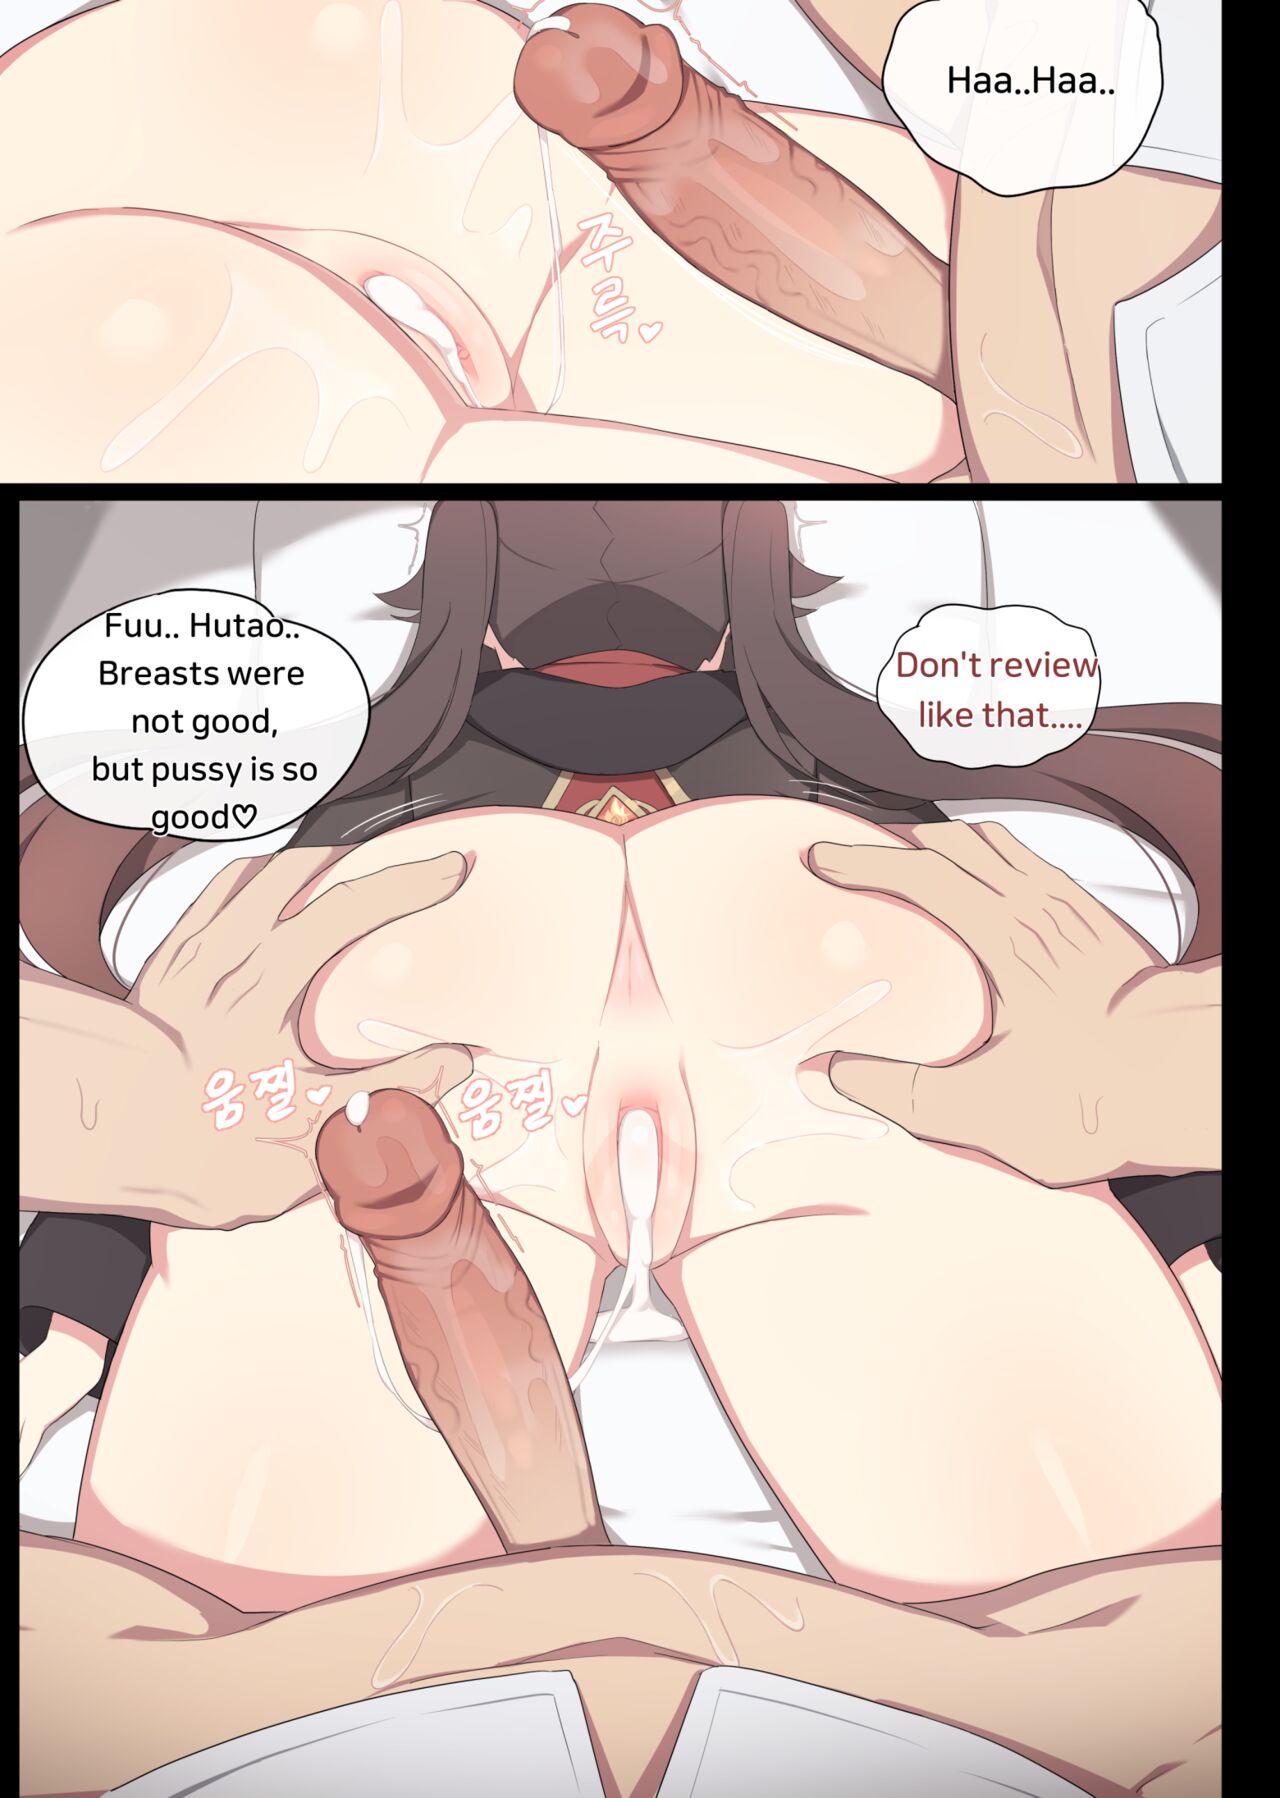 Haa..Haa..
주르륵♡
Fuu.. Hutao..
Breasts were
not good,
but pussy is so
good♡
Don't review
like that....
움찔♡
움찔♡